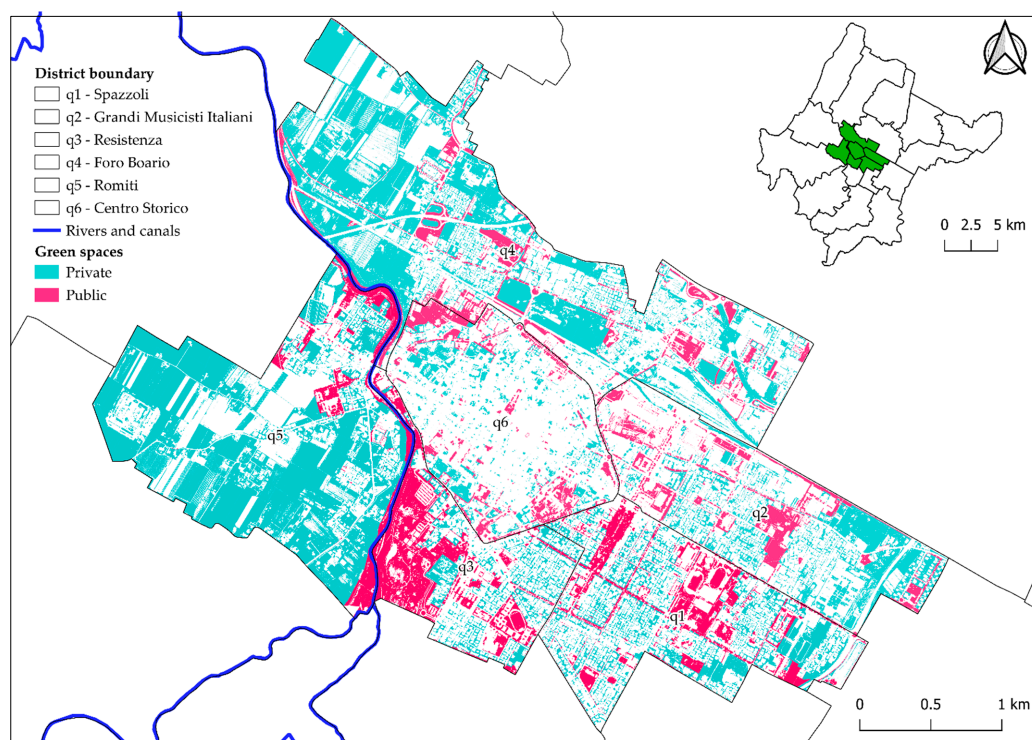 District boundary
q1 - Spazzoli
q2 - Grandi Musicisti Italiani
q3 - Resistenza
q4 - Foro Boario
q5 - Romiti
q6 - Centro Storico
Rivers and canals
Green spaces
Private
Public
0 2.5 5 km
q4
q6
q5
q2
q3
q1
0 0.5 1 km